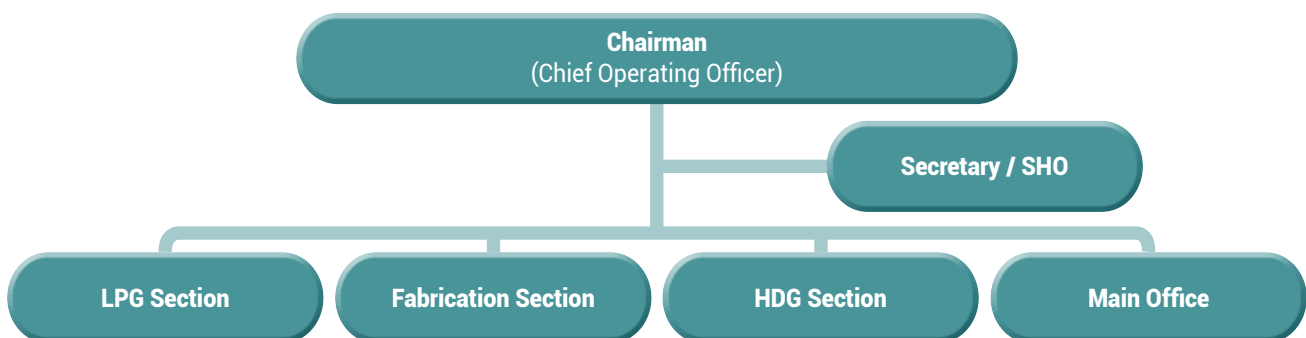 Chairman
(Chief Operating Officer)
Secretary / SHO
LPG Section
Fabrication Section
HDG Section
Main Office